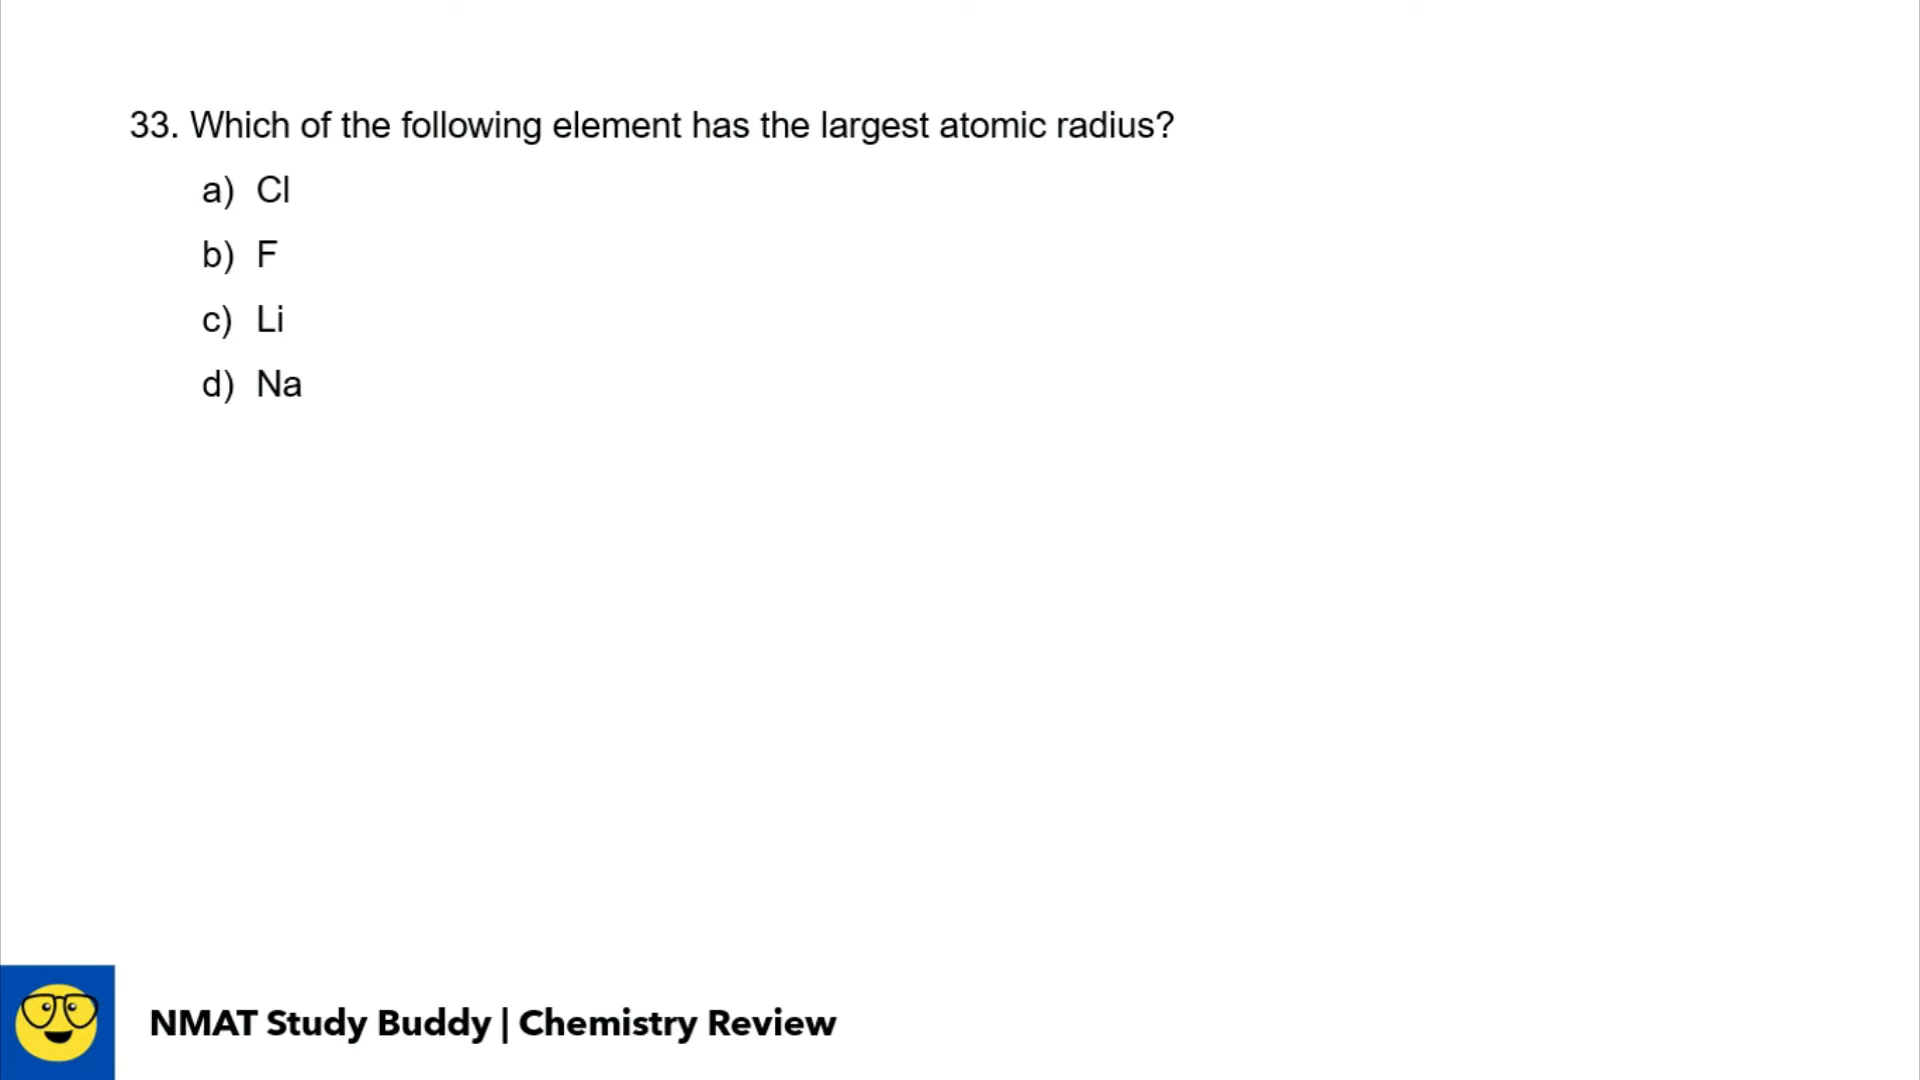 33. Which of the following element has the largest atomic radius?
a) Cl
b) F
c) Li
d) Na
NMAT Study Buddy | Chemistry Review